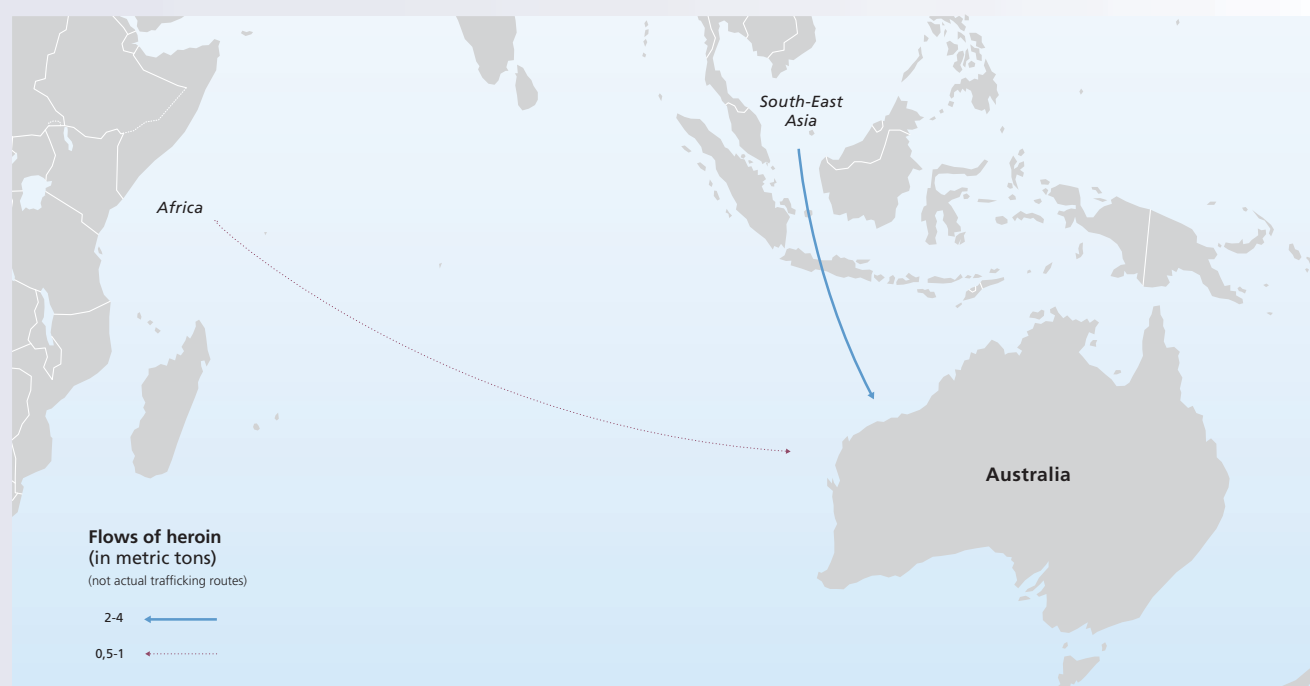 South-East
Asia
Africa
Australia
Flows of heroin
(in metric tons)
(not actual trafficking routes)
2-4
0,5-1